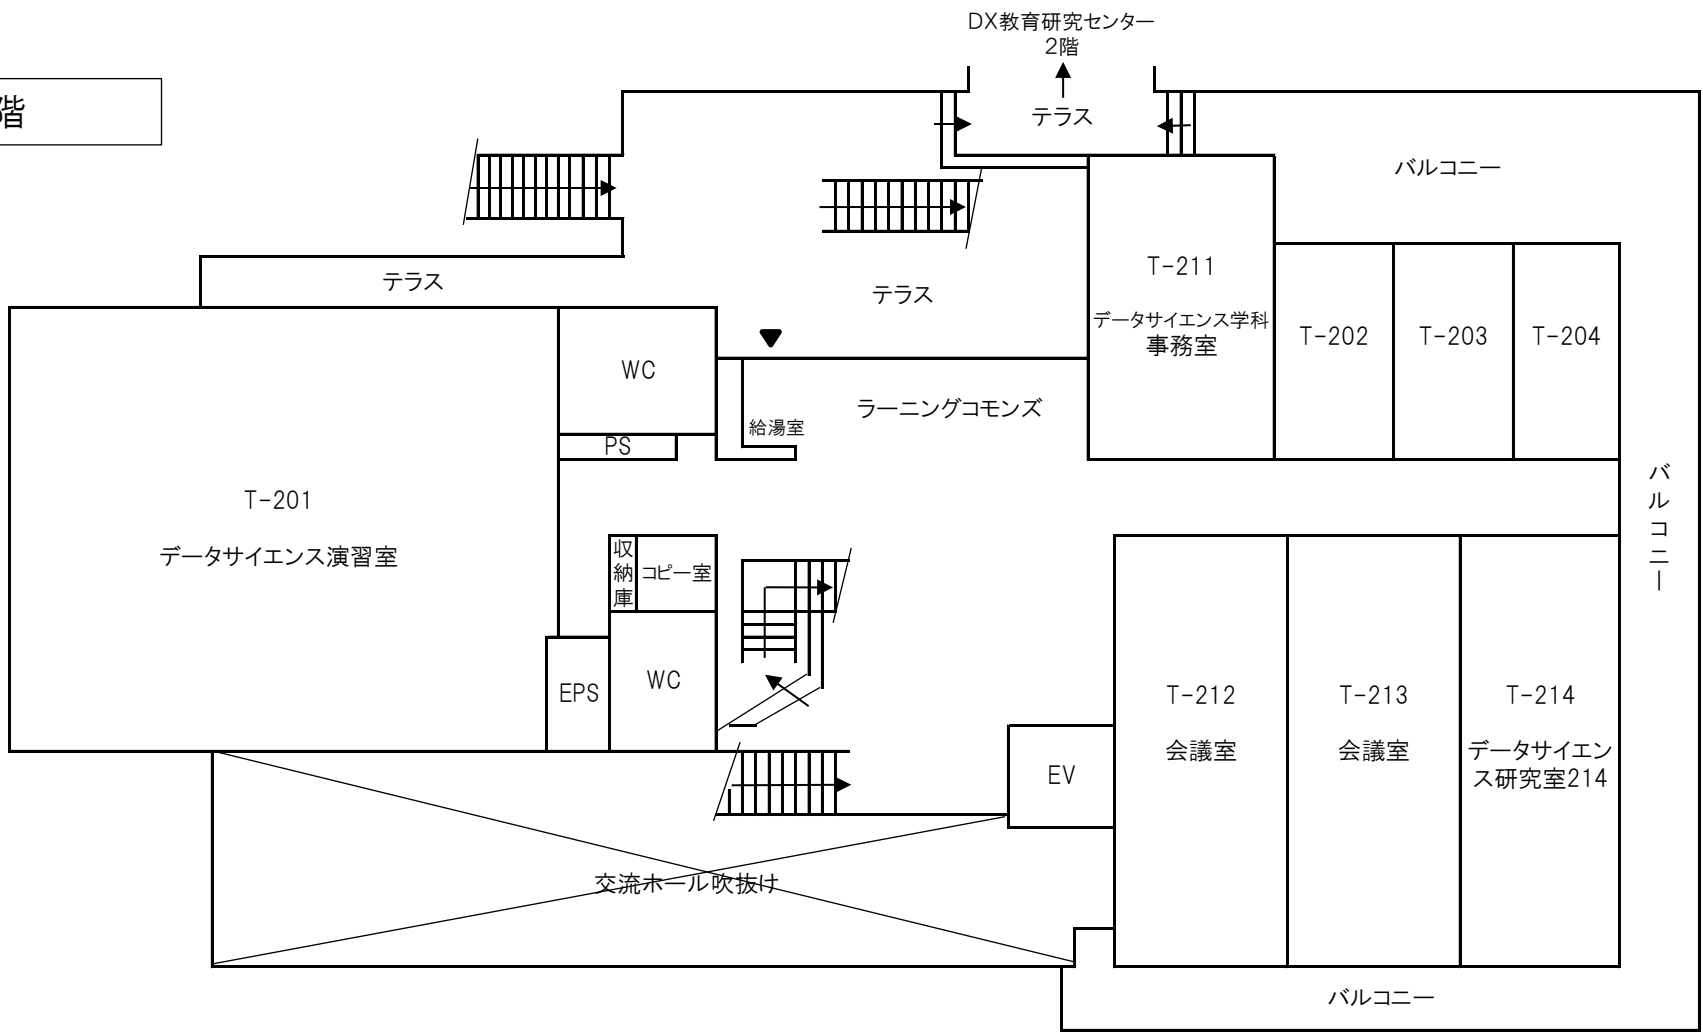 DX教育研究センター
2階
階
テラス
バルコニー
テラス
テラス
T-211
データサイエンス学科
事務室
T-202
T-203
T-204
WC
ラーニングコモンズ
給湯室
PS
T-201
データサイエンス演習室
バルコニー
収納庫
コピー室
EPS
WC
T-212
会議室
T-213
会議室
T-214
データサイエン
ス研究室214
EV
交流ホール吹抜け
バルコニー